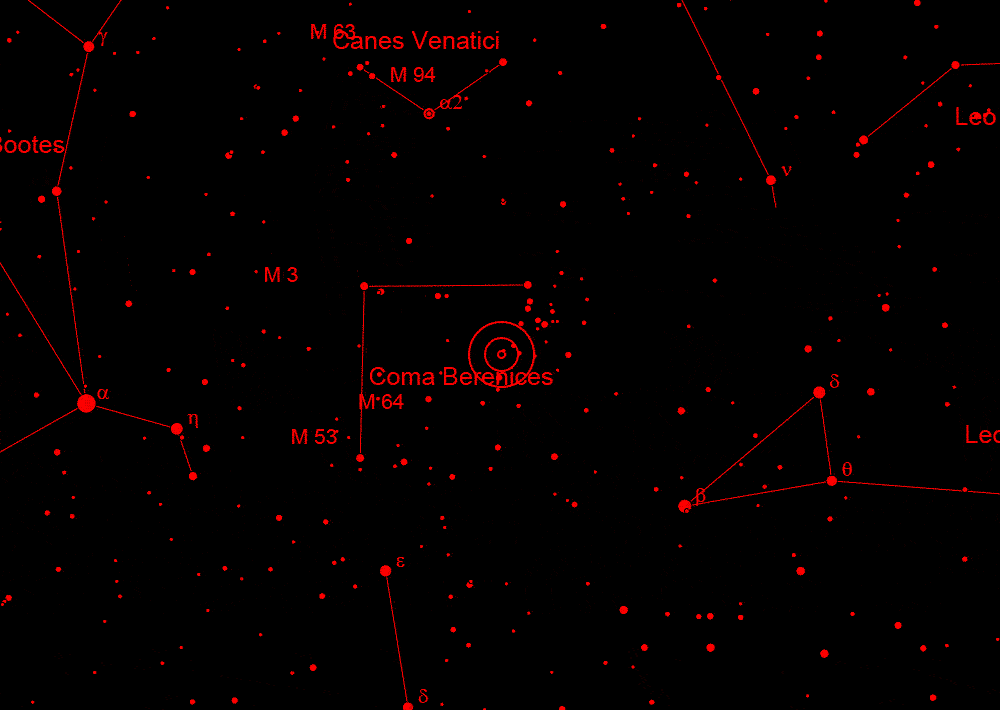 M 63
Canes Venatici
γ
M 94
α2
Bootes
Leo
ν
M 3
Coma Berenices
M 64
M 53
α
η
δ
Leo
θ
β
ε
δ